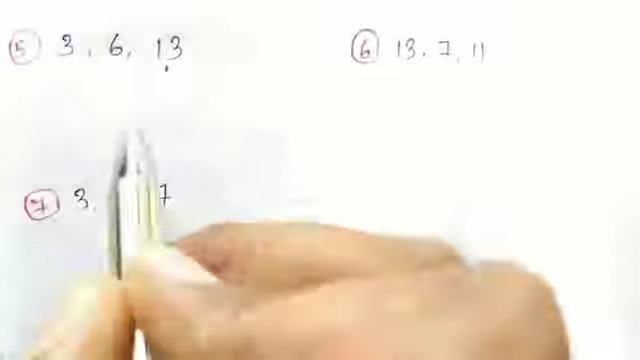 ⑤ 3, 6, 13
⑥ 13, 7, 11
⑦ 3, 7